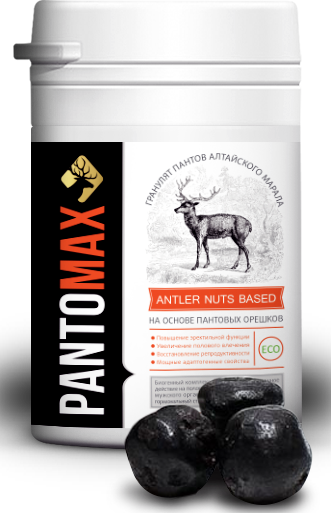 PANTOMAX
ГРАНУЛЯТ ПАНТОВ АЛТАЙСКОГО МАРАЛА
ANTLER NUTS BASED
НА ОСНОВЕ ПАНТОВЫХ ОРЕШКОВ
Повышение эректильной функции
Увеличение полового влечения
Восстановление репродуктивности
Мощные адаптогенные свойства
ECO